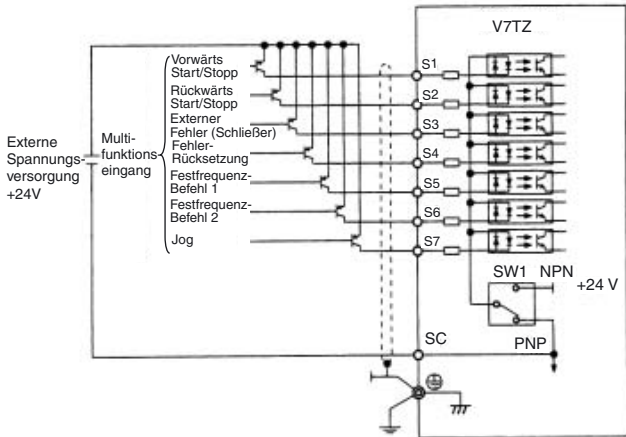 V7TZ
Vorwärts
Start/Stopp
S1
Rückwärts
Start/Stopp
S2
Externer
Fehler (Schließer)
S3
Fehler-
Rücksetzung
S4
Externe
Spannungs-
versorgung
+24V
Multi-
funktions-
eingang
Festfrequenz-
Befehl 1
S5
Festfrequenz-
Befehl 2
S6
Jog
S7
SW1 NPN
+24 V
SC
PNP